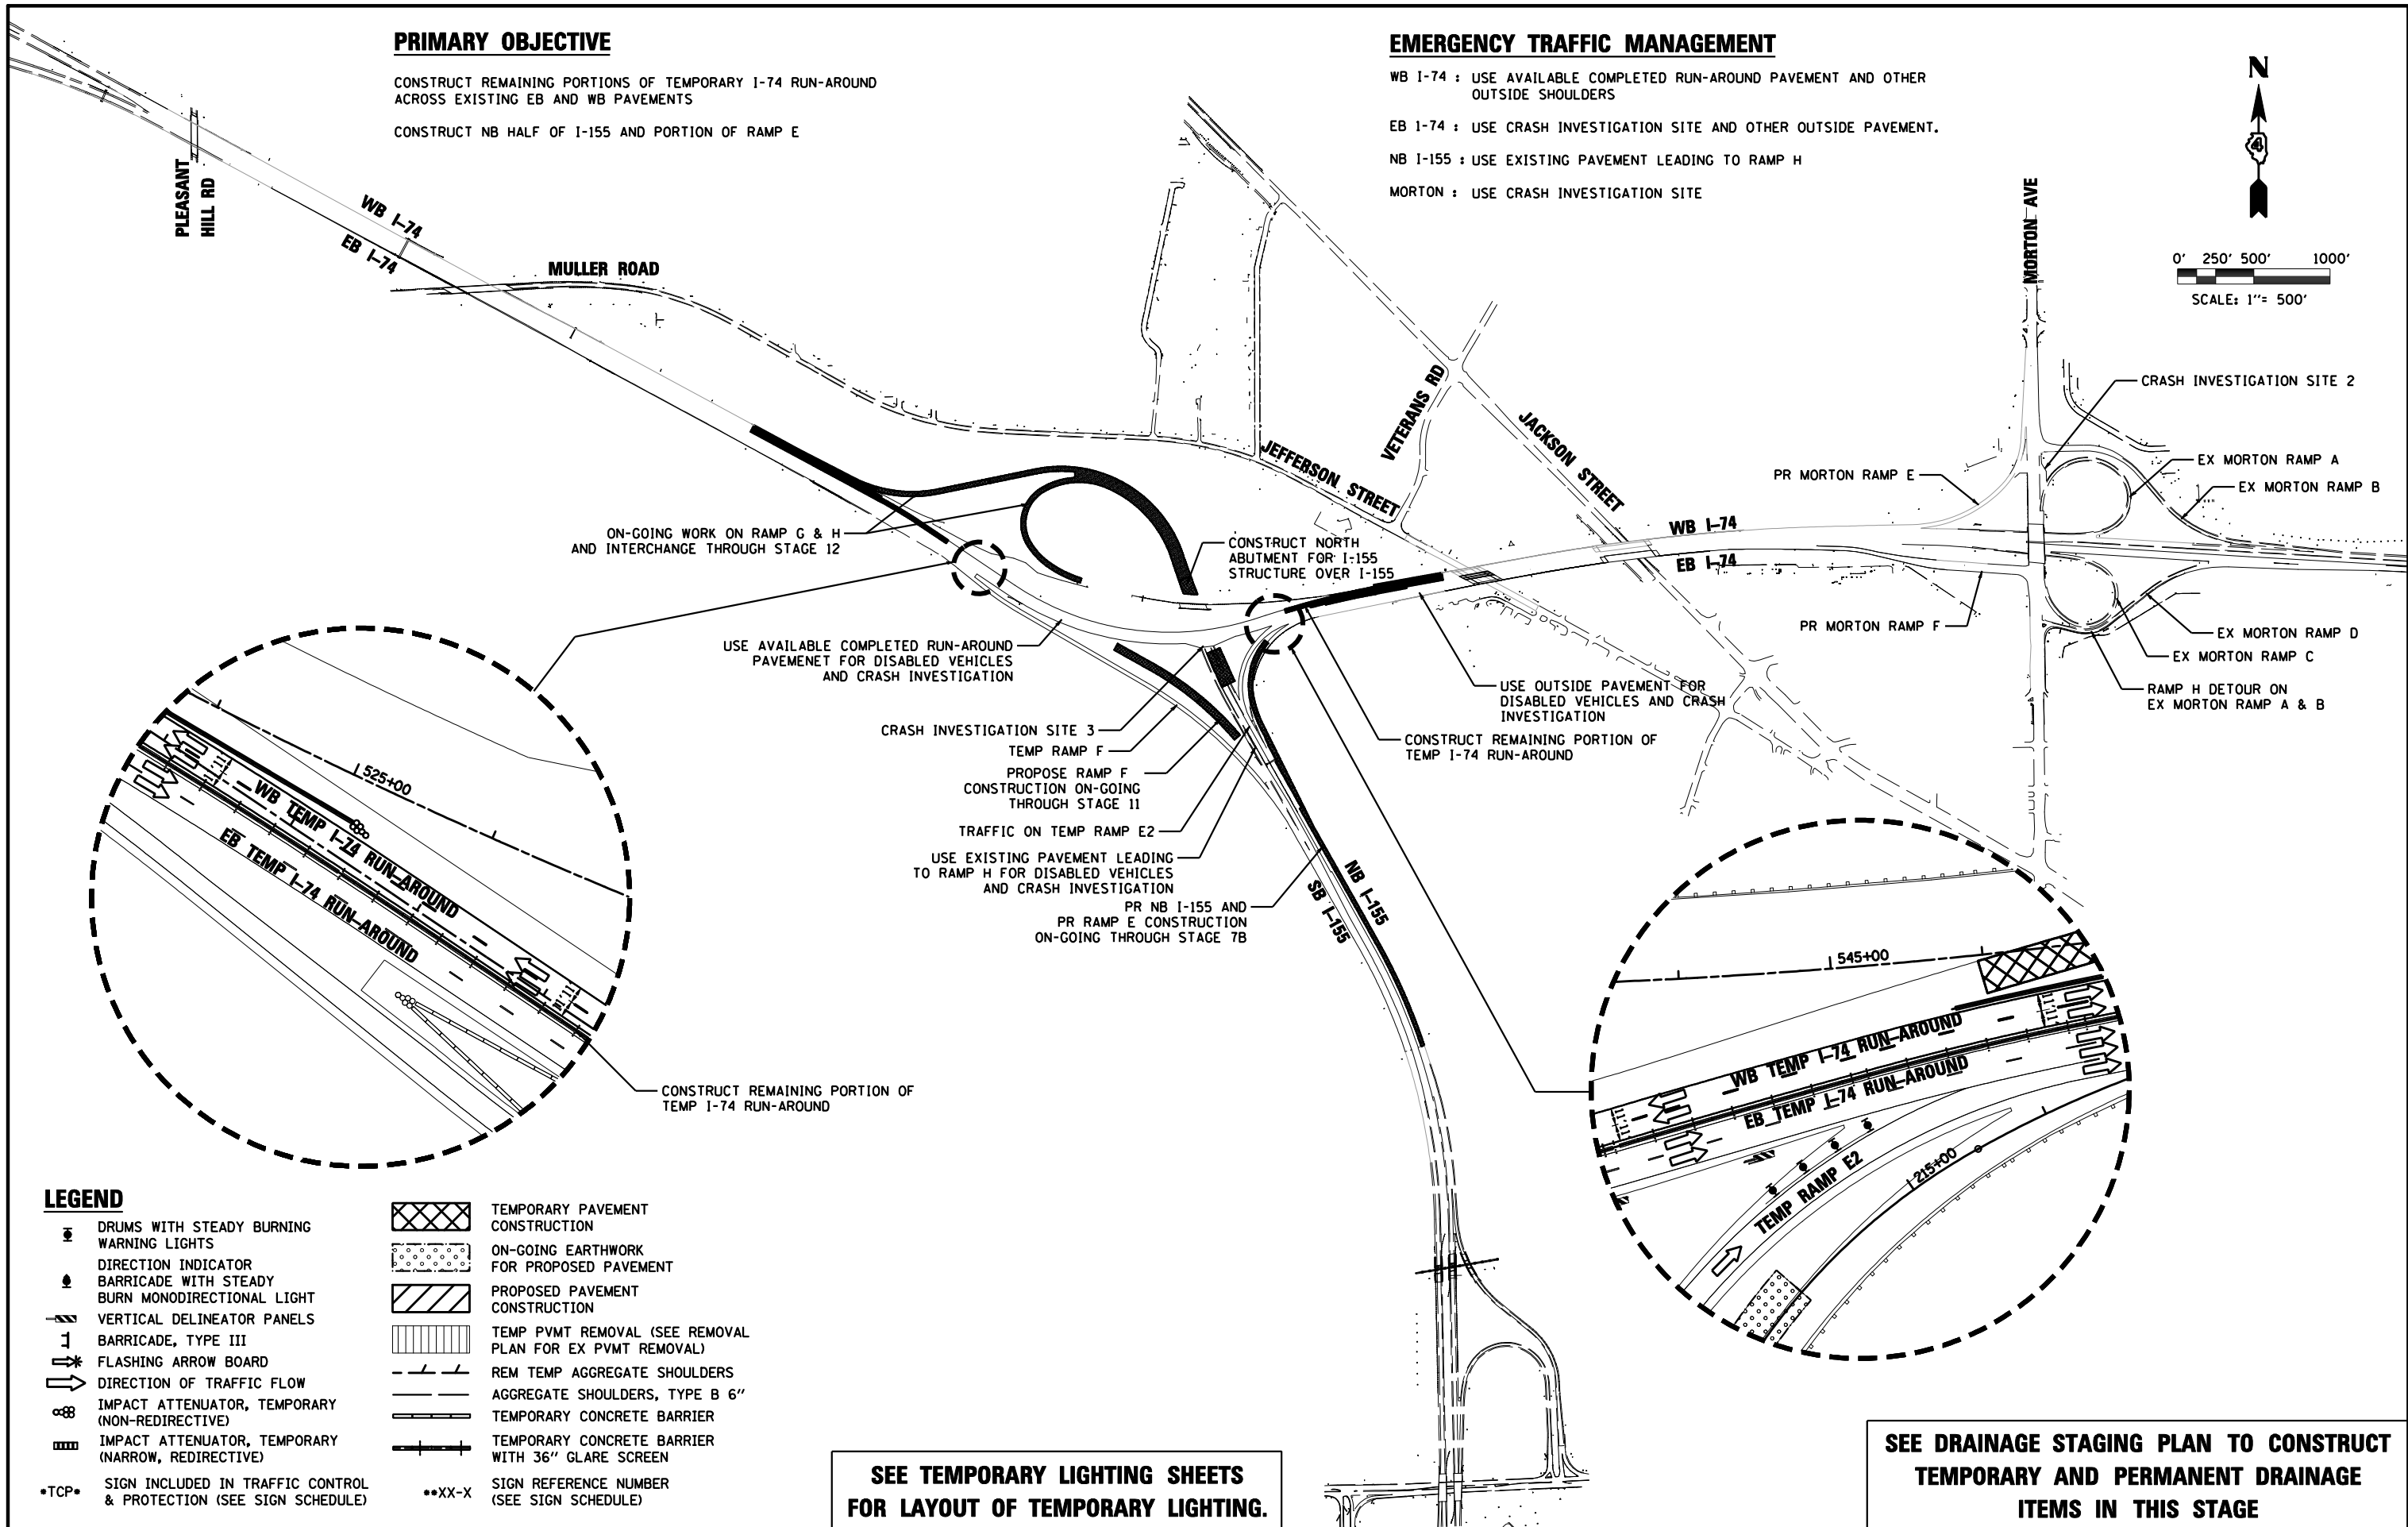 PRIMARY OBJECTIVE
CONSTRUCT REMAINING PORTIONS OF TEMPORARY I-74 RUN-AROUND
ACROSS EXISTING EB AND WB PAVEMENTS
CONSTRUCT NB HALF OF I-155 AND PORTION OF RAMP E
EMERGENCY TRAFFIC MANAGEMENT
WB I-74 : USE AVAILABLE COMPLETED RUN-AROUND PAVEMENT AND OTHER
OUTSIDE SHOULDERS
EB I-74 : USE CRASH INVESTIGATION SITE AND OTHER OUTSIDE PAVEMENT.
NB I-155 : USE EXISTING PAVEMENT LEADING TO RAMP H
MORTON : USE CRASH INVESTIGATION SITE
N
4
0' 250' 500' 1000'
SCALE: 1"= 500'
PLEASANT
HILL RD
WB I-74
EB I-74
MULLER ROAD
MORTON AVE
VETERANS RD
JACKSON STREET
JEFFERSON STREET
WB I-74
EB I-74
CRASH INVESTIGATION SITE 2
EX MORTON RAMP A
EX MORTON RAMP B
PR MORTON RAMP E
PR MORTON RAMP F
EX MORTON RAMP D
EX MORTON RAMP C
RAMP H DETOUR ON
EX MORTON RAMP A & B
ON-GOING WORK ON RAMP G & H
AND INTERCHANGE THROUGH STAGE 12
CONSTRUCT NORTH
ABUTMENT FOR I-155
STRUCTURE OVER I-155
USE AVAILABLE COMPLETED RUN-AROUND
PAVEMENET FOR DISABLED VEHICLES
AND CRASH INVESTIGATION
USE OUTSIDE PAVEMENT FOR
DISABLED VEHICLES AND CRASH
INVESTIGATION
CONSTRUCT REMAINING PORTION OF
TEMP I-74 RUN-AROUND
CRASH INVESTIGATION SITE 3
TEMP RAMP F
PROPOSE RAMP F
CONSTRUCTION ON-GOING
THROUGH STAGE 11
TRAFFIC ON TEMP RAMP E2
USE EXISTING PAVEMENT LEADING
TO RAMP H FOR DISABLED VEHICLES
AND CRASH INVESTIGATION
PR NB I-155 AND
PR RAMP E CONSTRUCTION
ON-GOING THROUGH STAGE 7B
NB I-155
SB I-155
525+00
WB TEMP I-74 RUN-AROUND
EB TEMP I-74 RUN-AROUND
11'
11'
CONSTRUCT REMAINING PORTION OF
TEMP I-74 RUN-AROUND
545+00
WB TEMP I-74 RUN-AROUND
EB TEMP I-74 RUN-AROUND
11'
11'
TEMP RAMP E2
215+00
LEGEND
DRUMS WITH STEADY BURNING
WARNING LIGHTS
DIRECTION INDICATOR
BARRICADE WITH STEADY
BURN MONODIRECTIONAL LIGHT
VERTICAL DELINEATOR PANELS
BARRICADE, TYPE III
FLASHING ARROW BOARD
DIRECTION OF TRAFFIC FLOW
IMPACT ATTENUATOR, TEMPORARY
(NON-REDIRECTIVE)
IMPACT ATTENUATOR, TEMPORARY
(NARROW, REDIRECTIVE)
*TCP* SIGN INCLUDED IN TRAFFIC CONTROL
& PROTECTION (SEE SIGN SCHEDULE)
TEMPORARY PAVEMENT
CONSTRUCTION
ON-GOING EARTHWORK
FOR PROPOSED PAVEMENT
PROPOSED PAVEMENT
CONSTRUCTION
TEMP PVMT REMOVAL (SEE REMOVAL
PLAN FOR EX PVMT REMOVAL)
REM TEMP AGGREGATE SHOULDERS
AGGREGATE SHOULDERS, TYPE B 6"
TEMPORARY CONCRETE BARRIER
TEMPORARY CONCRETE BARRIER
WITH 36" GLARE SCREEN
**XX-X SIGN REFERENCE NUMBER
(SEE SIGN SCHEDULE)
SEE TEMPORARY LIGHTING SHEETS
FOR LAYOUT OF TEMPORARY LIGHTING.
SEE DRAINAGE STAGING PLAN TO CONSTRUCT
TEMPORARY AND PERMANENT DRAINAGE
ITEMS IN THIS STAGE